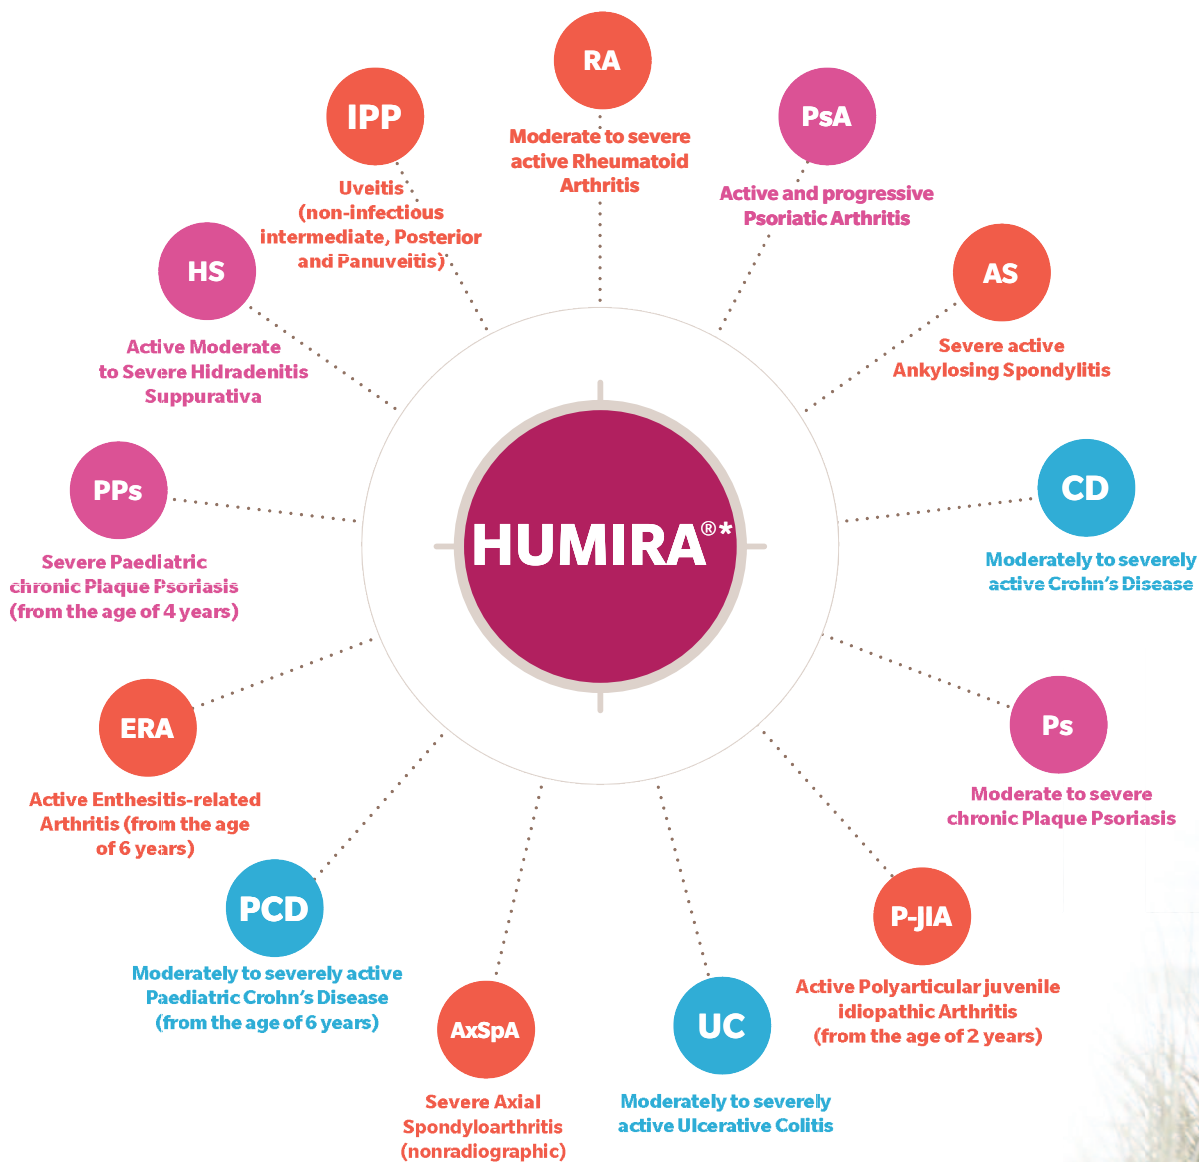 RA
Moderate to severe
active Rheumatoid
Arthritis
PsA
Active and progressive
Psoriatic Arthritis
AS
Severe active
Ankylosing Spondylitis
CD
Moderately to severely
active Crohn's Disease
Ps
Moderate to severe
chronic Plaque Psoriasis
P-JIA
Active Polyarticular juvenile
idiopathic Arthritis
(from the age of 2 years)
UC
Moderately to severely
active Ulcerative Colitis
AxSpA
Severe Axial
Spondyloarthritis
(nonradiographic)
PCD
Moderately to severely active
Paediatric Crohn's Disease
(from the age of 6 years)
ERA
Active Enthesitis-related
Arthritis (from the age
of 6 years)
PPs
Severe Paediatric
chronic Plaque Psoriasis
(from the age of 4 years)
HS
Active Moderate
to Severe Hidradenitis
Suppurativa
IPP
Uveitis
(non-infectious
intermediate, Posterior
and Panuveitis)
HUMIRA®*